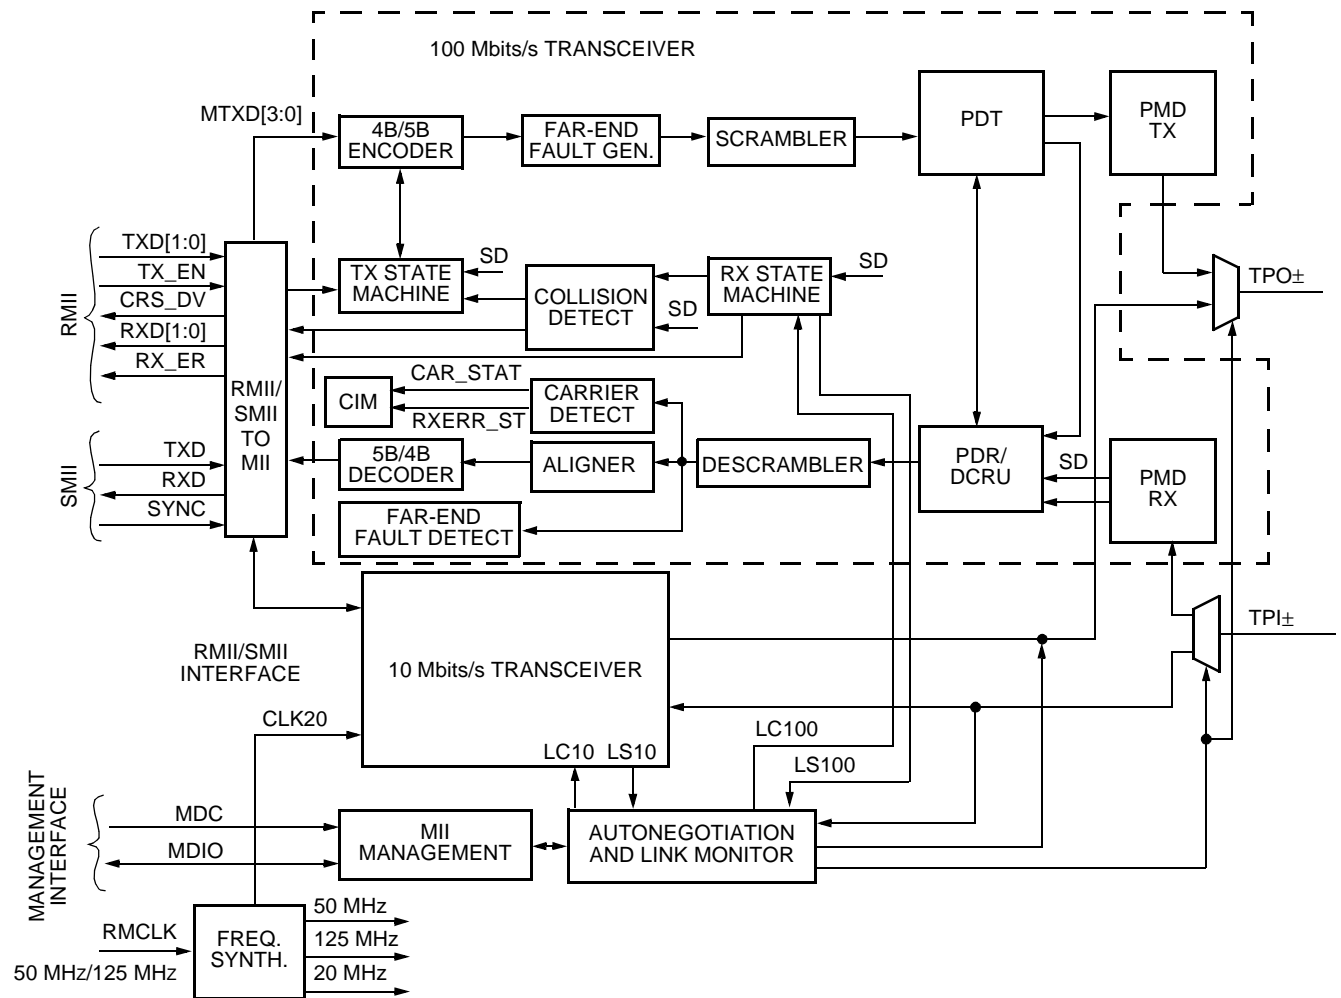 100 Mbits/s TRANSCEIVER
MTXD[3:0]
4B/5B
ENCODER
FAR-END
FAULT GEN.
SCRAMBLER
PDT
PMD
TX
RMII
TXD[1:0]
TX_EN
CRS_DV
RXD[1:0]
RX_ER
RMII/
SMII
TO
MII
TX STATE
MACHINE
SD
COLLISION
DETECT
SD
RX STATE
MACHINE
SD
TPO±
CIM
CAR_STAT
RXERR_ST
CARRIER
DETECT
SMII
TXD
RXD
SYNC
5B/4B
DECODER
ALIGNER
DESCRAMBLER
PDR/
DCRU
SD
PMD
RX
FAR-END
FAULT DETECT
RMII/SMII
INTERFACE
10 Mbits/s TRANSCEIVER
TPI±
CLK20
LC10
LS10
LC100
LS100
MANAGEMENT
INTERFACE
MDC
MDIO
MII
MANAGEMENT
AUTONEGOTIATION
AND LINK MONITOR
RMCLK
50 MHz/125 MHz
FREQ.
SYNTH.
50 MHz
125 MHz
20 MHz